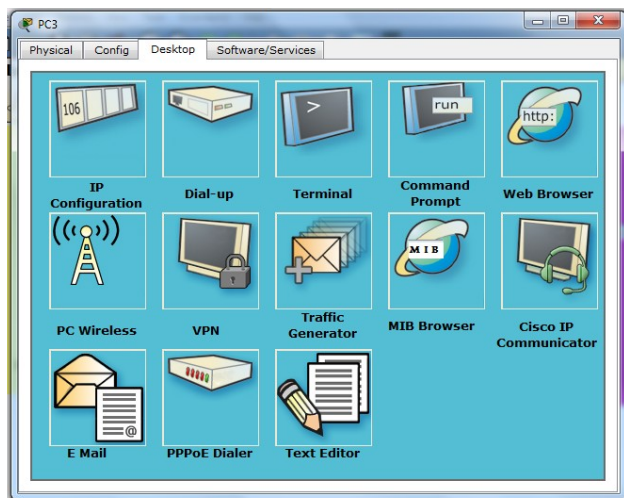 PC3
Physical Config Desktop Software/Services
106
>
run
http:
IP
Configuration
Dial-up
Terminal
Command
Prompt
Web Browser
MIB
PC Wireless
VPN
Traffic
Generator
MIB Browser
Cisco IP
Communicator
@
E Mail
PPPoE Dialer
Text Editor